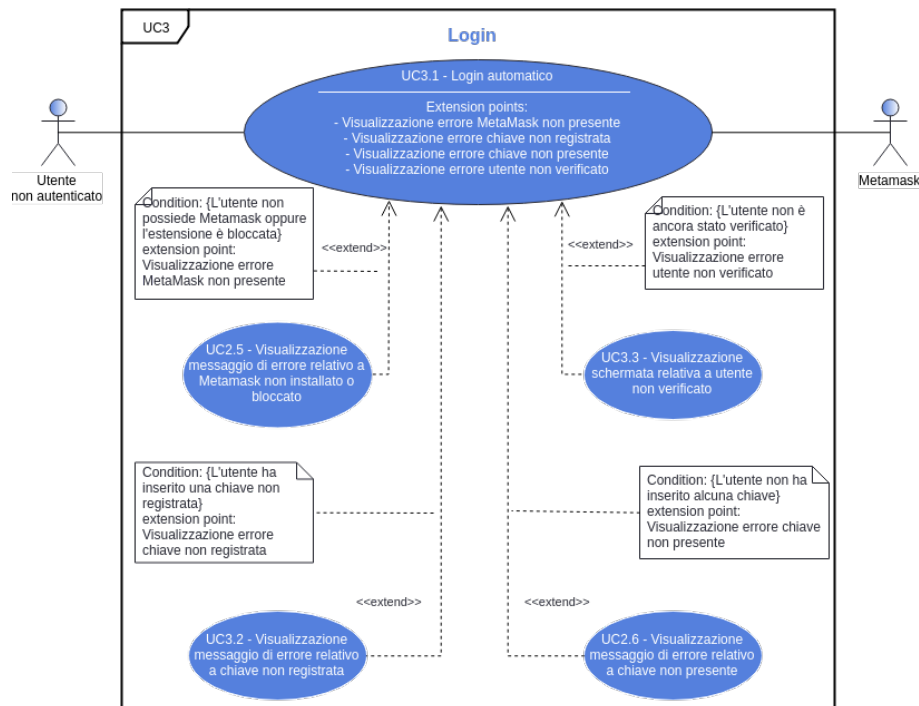 UC3
Login
UC3.1 - Login automatico
Extension points:
- Visualizzazione errore MetaMask non presente
- Visualizzazione errore chiave non registrata
- Visualizzazione errore chiave non presente
- Visualizzazione errore utente non verificato
Utente
non autenticato
Metamask
Condition: {L'utente non
possiede Metamask oppure
l'estensione è bloccata}
extension point:
Visualizzazione errore
MetaMask non presente
<<extend>>
<<extend>>
Condition: {L'utente non è
ancora stato verificato}
extension point:
Visualizzazione errore
utente non verificato
UC2.5 - Visualizzazione
messaggio di errore relativo a
Metamask non installato o
bloccato
UC3.3 - Visualizzazione
schermata relativa a utente
non verificato
Condition: {L'utente ha
inserito una chiave non
registrata}
extension point:
Visualizzazione errore
chiave non registrata
Condition: {L'utente non ha
inserito alcuna chiave}
extension point:
Visualizzazione errore chiave
non presente
<<extend>>
<<extend>>
UC3.2 - Visualizzazione
messaggio di errore relativo
a chiave non registrata
UC2.6 - Visualizzazione
messaggio di errore relativo
a chiave non presente